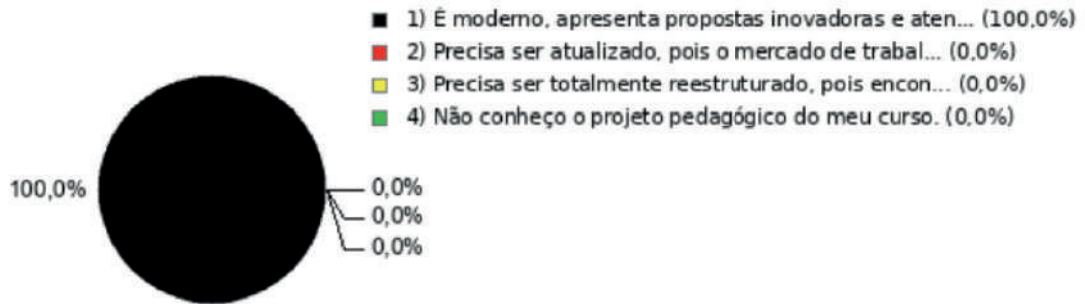 1) É moderno, apresenta propostas inovadoras e aten... (100,0%)
2) Precisa ser atualizado, pois o mercado de trabal... (0,0%)
3) Precisa ser totalmente reestruturado, pois encon... (0,0%)
4) Não conheço o projeto pedagógico do meu curso. (0,0%)
100,0%
0,0%
0,0%
0,0%